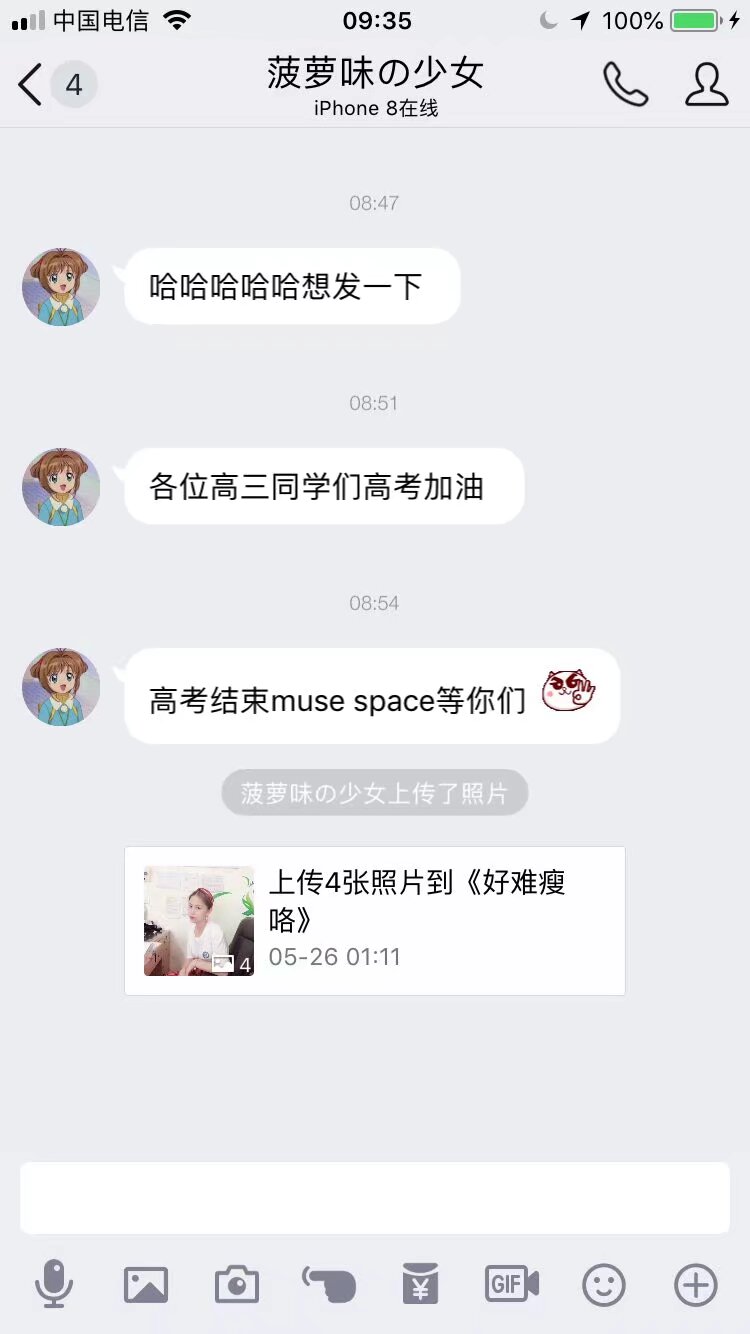 中国电信 09:35 100%
4 菠萝味の少女
iPhone 8在线
08:47
哈哈哈哈哈想发一下
08:51
各位高三同学们高考加油
08:54
高考结束muse space等你们
菠萝味の少女上传了照片
上传4张照片到《好难瘦
咯》
4
05-26 01:11
¥
GIF